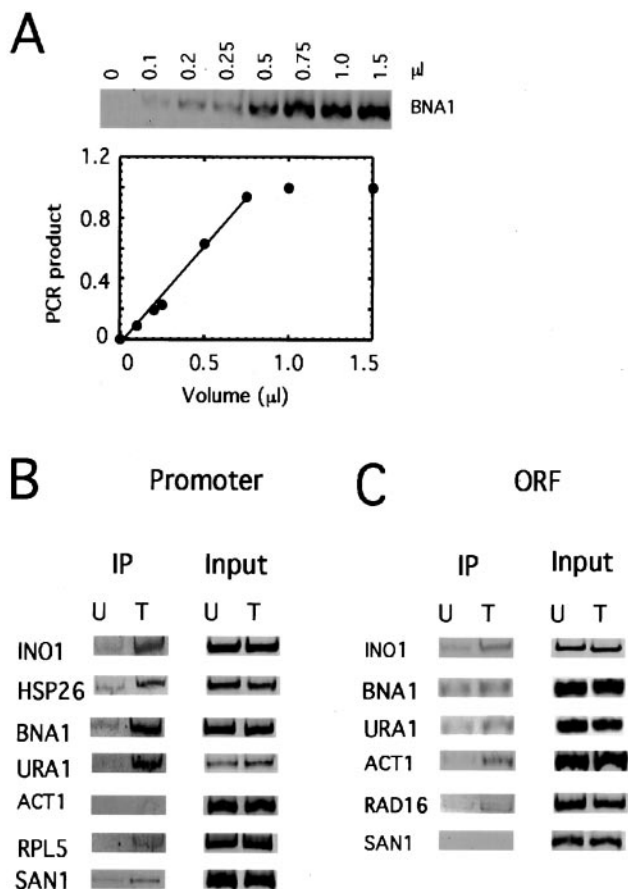 A
0 0.1 0.2 0.25 0.5 0.75 1.0 1.5 µl
BNA1
1.2
0.8
0.4
0
PCR product
0 0.5 1.0 1.5
Volume (µl)
B Promoter
IP Input
U T U T
INO1
HSP26
BNA1
URA1
ACT1
RPL5
SAN1
C ORF
IP Input
U T U T
INO1
BNA1
URA1
ACT1
RAD16
SAN1